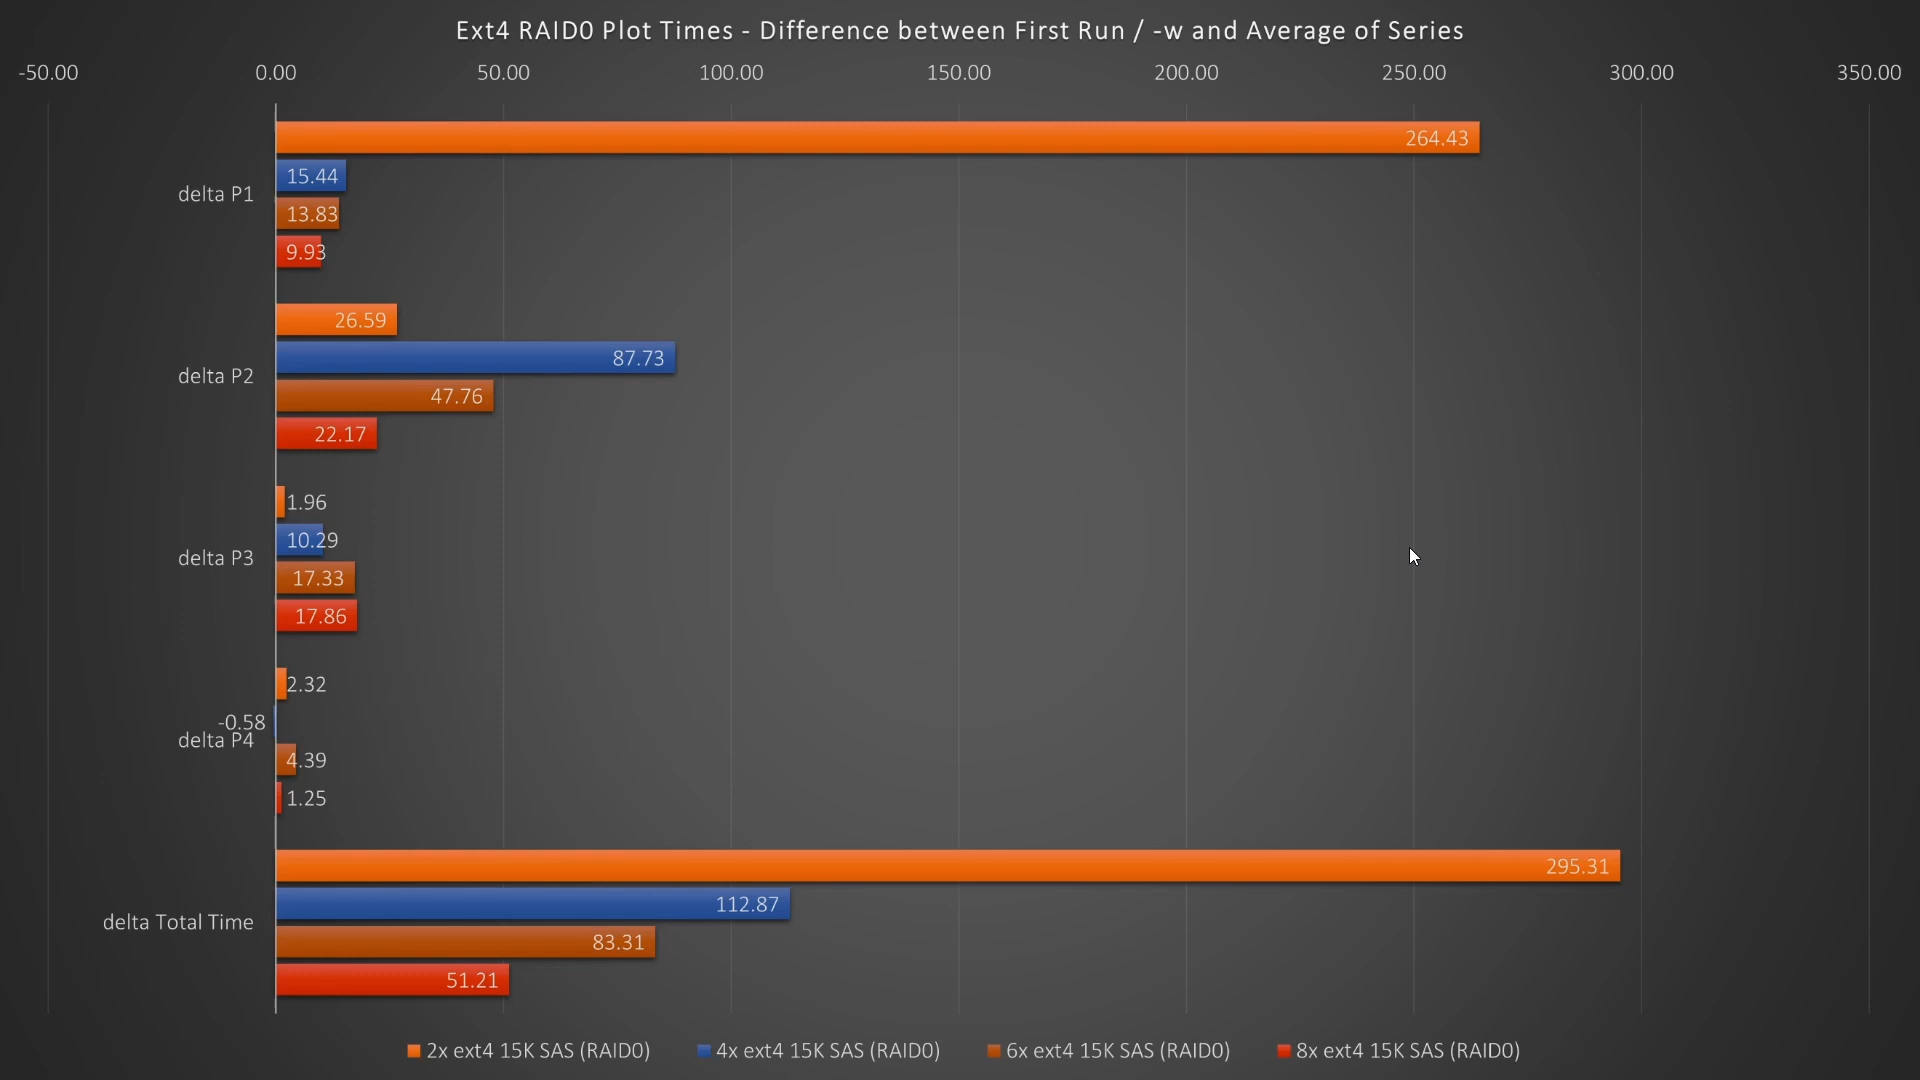 Ext4 RAID0 Plot Times - Difference between First Run / -w and Average of Series
-50.00 0.00 50.00 100.00 150.00 200.00 250.00 300.00 350.00
264.43
15.44
delta P1
13.83
9.93
26.59
87.73
delta P2
47.76
22.17
1.96
10.29
delta P3
17.33
17.86
2.32
-0.58
delta P4
4.39
1.25
295.31
112.87
delta Total Time
83.31
51.21
2x ext4 15K SAS (RAID0) 4x ext4 15K SAS (RAID0) 6x ext4 15K SAS (RAID0) 8x ext4 15K SAS (RAID0)